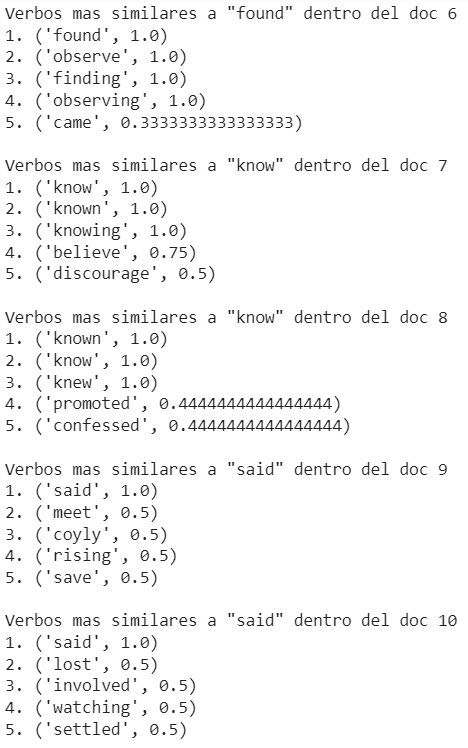 Verbos mas similares a "found" dentro del doc 6
1. ('found', 1.0)
2. ('observe', 1.0)
3. ('finding', 1.0)
4. ('observing', 1.0)
5. ('came', 0.3333333333333333)
Verbos mas similares a "know" dentro del doc 7
1. ('know', 1.0)
2. ('known', 1.0)
3. ('knowing', 1.0)
4. ('believe', 0.75)
5. ('discourage', 0.5)
Verbos mas similares a "know" dentro del doc 8
1. ('known', 1.0)
2. ('know', 1.0)
3. ('knew', 1.0)
4. ('promoted', 0.4444444444444444)
5. ('confessed', 0.4444444444444444)
Verbos mas similares a "said" dentro del doc 9
1. ('said', 1.0)
2. ('meet', 0.5)
3. ('coyly', 0.5)
4. ('rising', 0.5)
5. ('save', 0.5)
Verbos mas similares a "said" dentro del doc 10
1. ('said', 1.0)
2. ('lost', 0.5)
3. ('involved', 0.5)
4. ('watching', 0.5)
5. ('settled', 0.5)